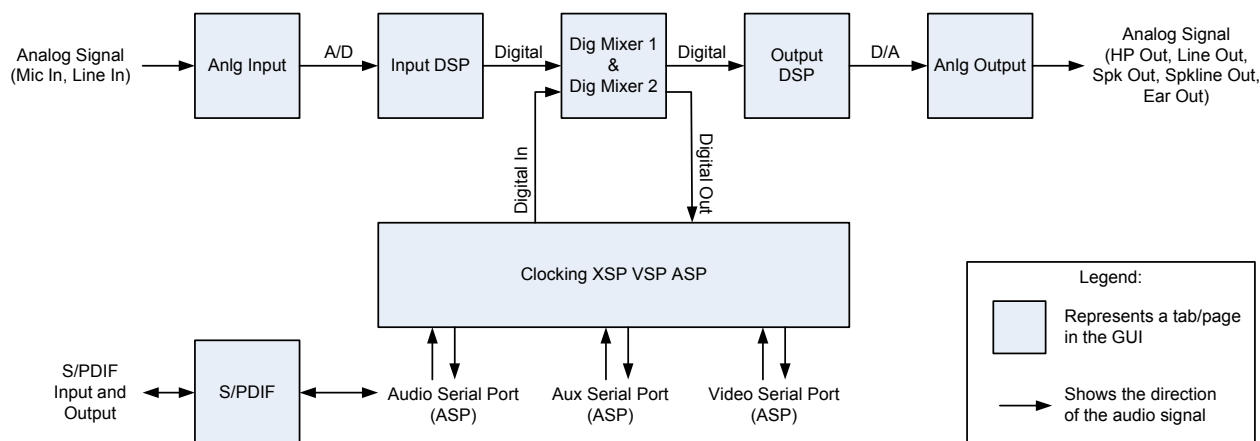 Analog Signal
(Mic In, Line In)
Anlg Input
A/D
Input DSP
Digital
Dig Mixer 1
&
Dig Mixer 2
Digital
Output
DSP
D/A
Anlg Output
Analog Signal
(HP Out, Line Out,
Spk Out, Spkline Out,
Ear Out)
Digital In
Digital Out
Clocking XSP VSP ASP
S/PDIF
Input and
Output
S/PDIF
Audio Serial Port
(ASP)
Aux Serial Port
(ASP)
Video Serial Port
(ASP)
Legend:
Represents a tab/page
in the GUI
Shows the direction
of the audio signal